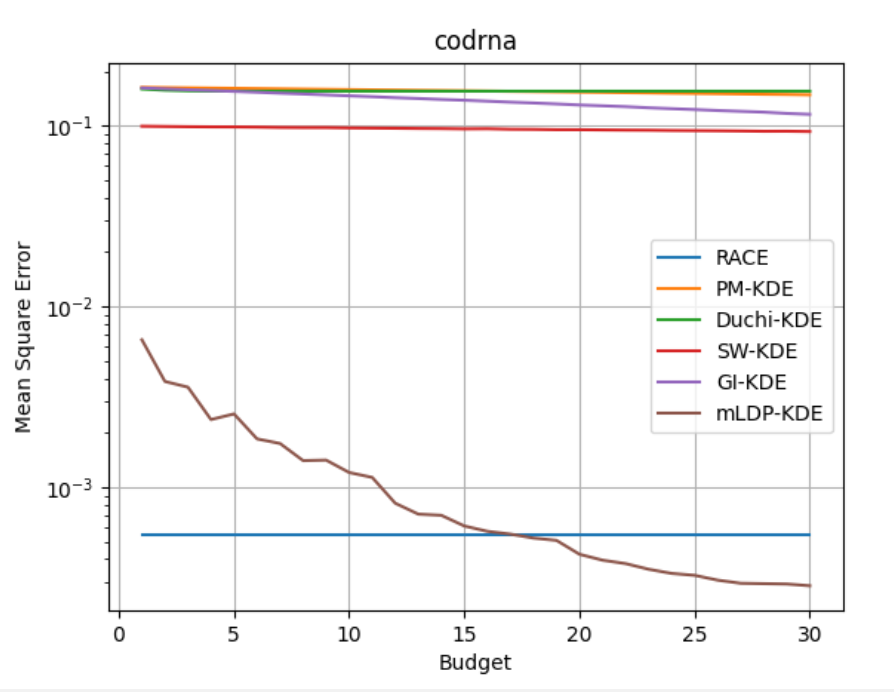 codrna
Mean Square Error
10⁻¹
10⁻²
10⁻³
RACE
PM-KDE
Duchi-KDE
SW-KDE
GI-KDE
mLDP-KDE
0 5 10 15 20 25 30
Budget